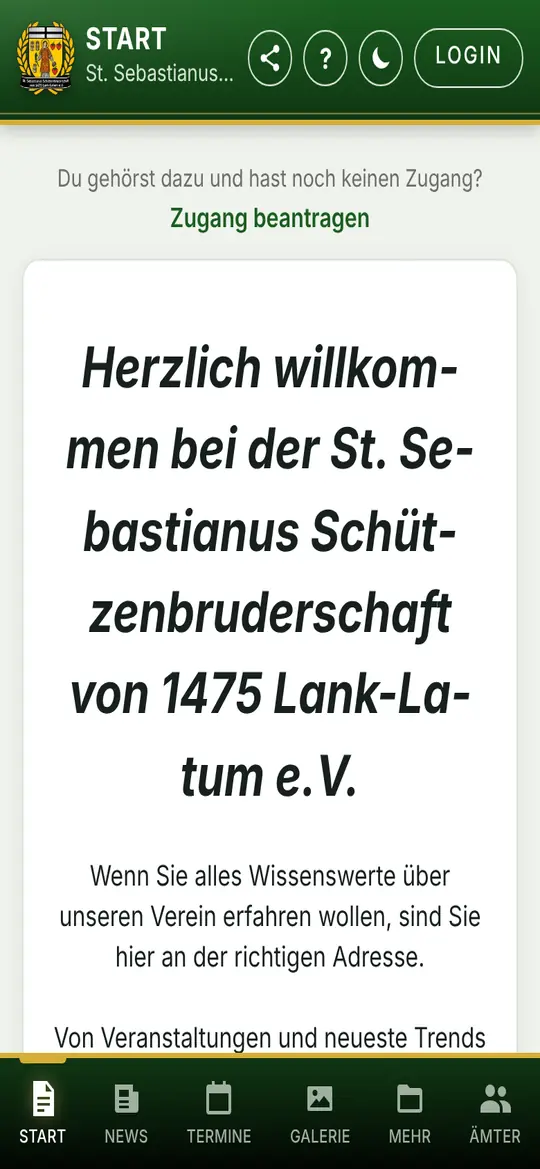 START
St. Sebastianus...
?
LOGIN
Du gehörst dazu und hast noch keinen Zugang?
Zugang beantragen
Herzlich willkom-
men bei der St. Se-
bastianus Schüt-
zenbruderschaft
von 1475 Lank-La-
tum e.V.
Wenn Sie alles Wissenswerte über
unseren Verein erfahren wollen, sind Sie
hier an der richtigen Adresse.
Von Veranstaltungen und neueste Trends
START
NEWS
TERMINE
GALERIE
MEHR
ÄMTER